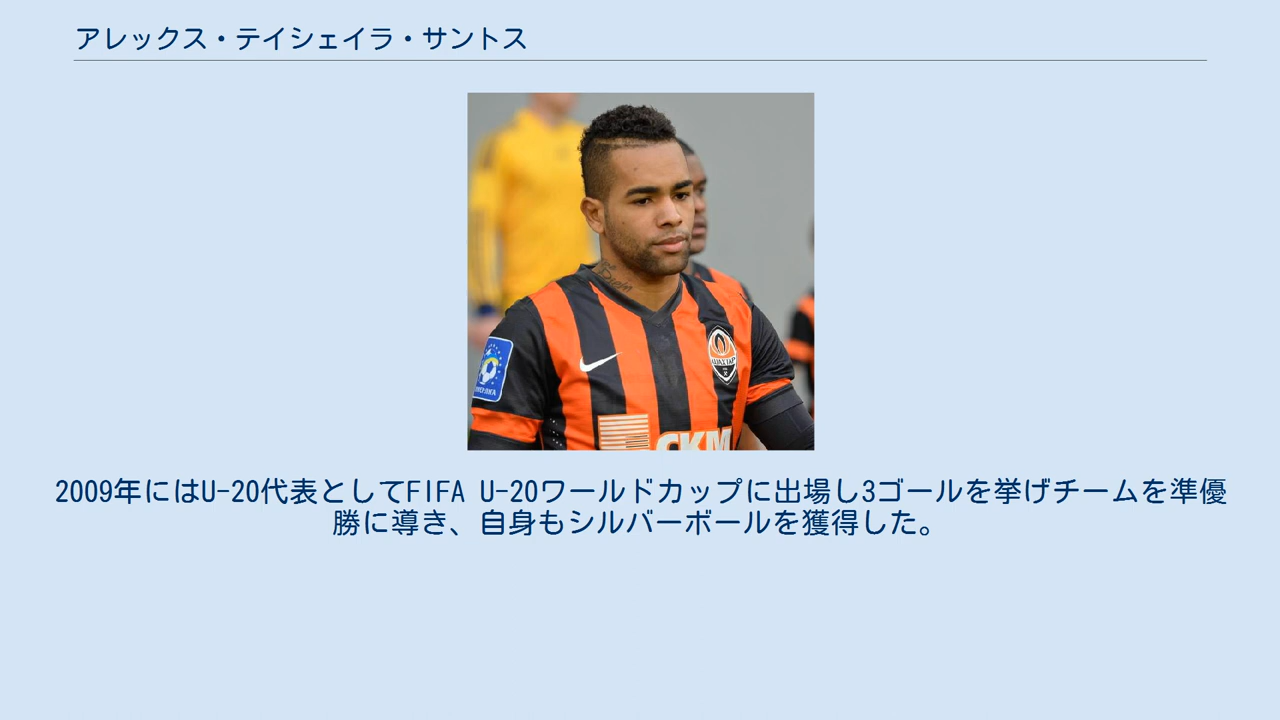 アレックス・テイシェイラ・サントス
СКМ
2009年にはU-20代表としてFIFA U-20ワールドカップに出場し3ゴールを挙げチームを準優
勝に導き、自身もシルバーボールを獲得した。